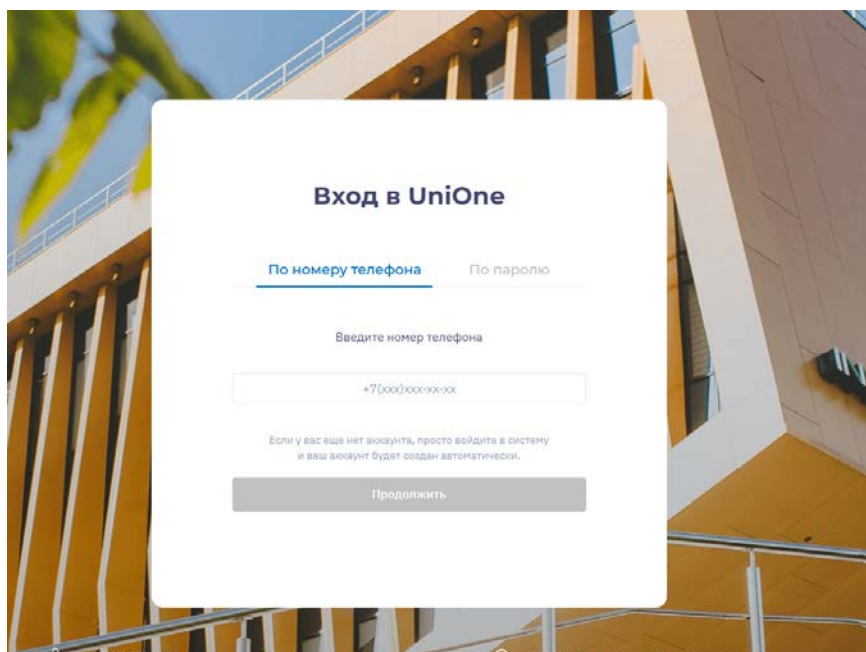 Вход в UniOne
По номеру телефона По паролю
Введите номер телефона
+7(xxx)xxx-xx-xx
Если у вас еще нет аккаунта, просто войдите в систему
и ваш аккаунт будет создан автоматически.
Продолжить